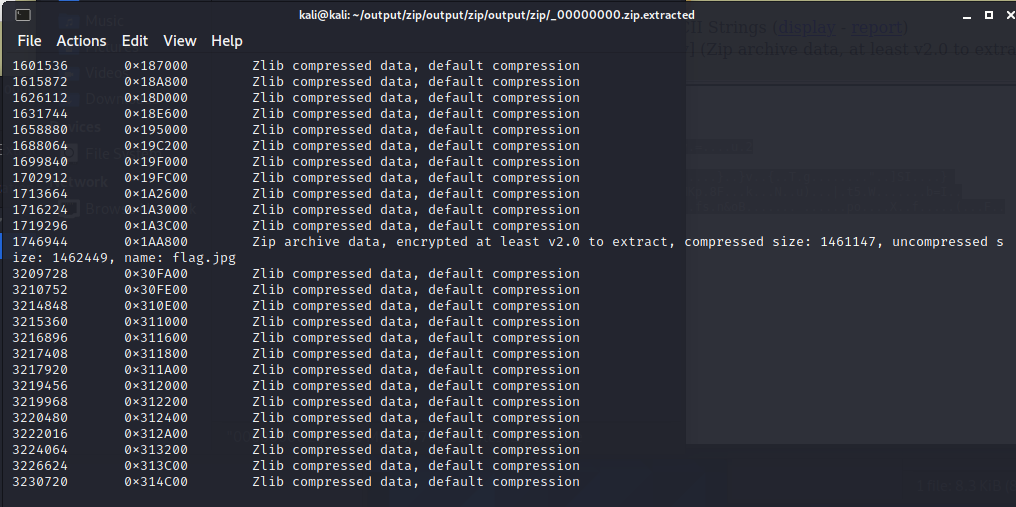 kali@kali: ~/output/zip/output/zip/output/zip/_00000000.zip.extracted
II Strings (display - report)
File Actions Edit View Help
] (Zip archive data, at least v2.0 to extra
1601536 0×187000 Zlib compressed data, default compression
1615872 0×18A800 Zlib compressed data, default compression
1626112 0×18D000 Zlib compressed data, default compression
1631744 0×18E600 Zlib compressed data, default compression
1658880 0×195000 Zlib compressed data, default compression
1688064 0×19C200 Zlib compressed data, default compression
1699840 0×19F000 Zlib compressed data, default compression
1702912 0×19FC00 Zlib compressed data, default compression
1713664 0×1A2600 Zlib compressed data, default compression
1716224 0×1A3000 Zlib compressed data, default compression
1719296 0×1A3C00 Zlib compressed data, default compression
1746944 0×1AA800 Zip archive data, encrypted at least v2.0 to extract, compressed size: 1461147, uncompressed s
ize: 1462449, name: flag.jpg
3209728 0×30FA00 Zlib compressed data, default compression
3210752 0×30FE00 Zlib compressed data, default compression
3214848 0×310E00 Zlib compressed data, default compression
3215360 0×311000 Zlib compressed data, default compression
3216896 0×311600 Zlib compressed data, default compression
3217408 0×311800 Zlib compressed data, default compression
3217920 0×311A00 Zlib compressed data, default compression
3219456 0×312000 Zlib compressed data, default compression
3219968 0×312200 Zlib compressed data, default compression
3220480 0×312400 Zlib compressed data, default compression
3222016 0×312A00 Zlib compressed data, default compression
3224064 0×313200 Zlib compressed data, default compression
3226624 0×313C00 Zlib compressed data, default compression
3230720 0×314C00 Zlib compressed data, default compression